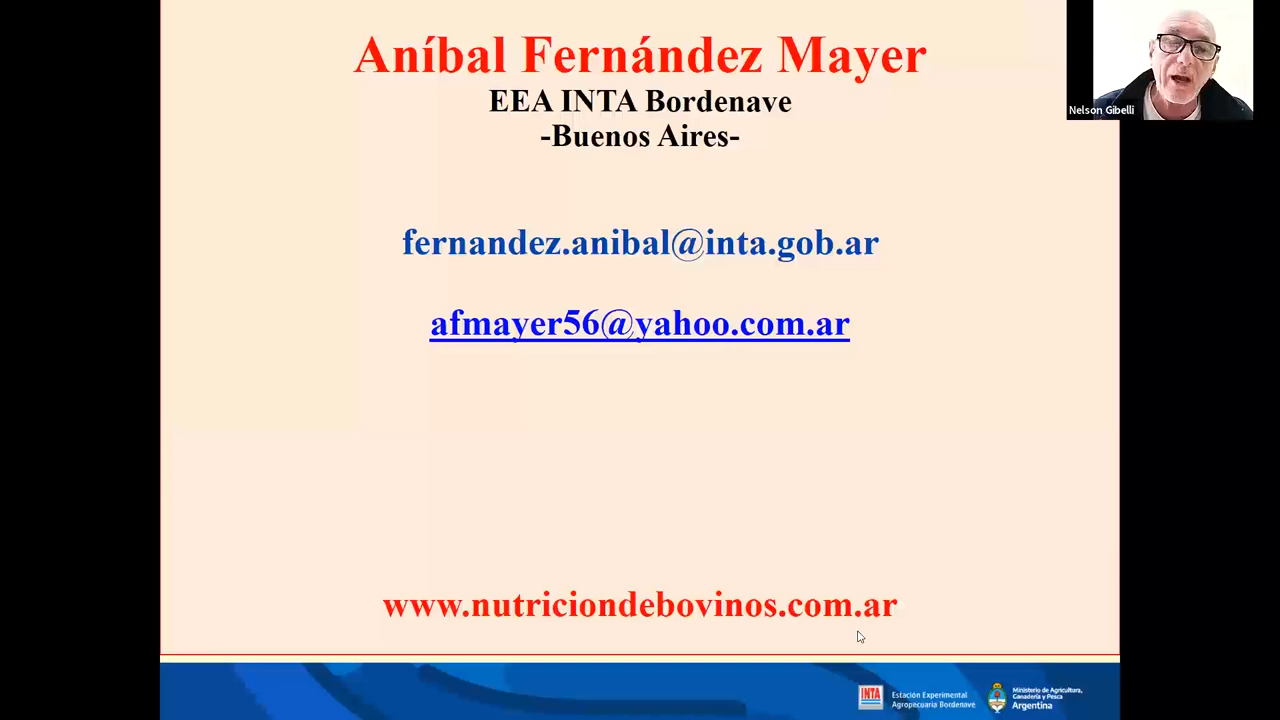 Aníbal Fernández Mayer
EEA INTA Bordenave
-Buenos Aires-
fernandez.anibal@inta.gob.ar
afmayer56@yahoo.com.ar
www.nutriciondebovinos.com.ar
Nelson Gibelli
INTA
Estación Experimental
Agropecuaria Bordenave
Ministerio de Agricultura,
Ganadería y Pesca
Argentina